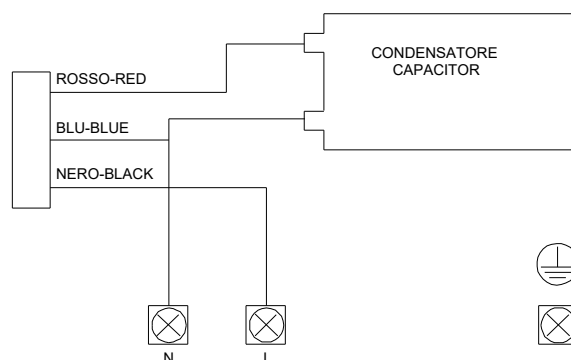 CONDENSATORE
CAPACITOR
ROSSO-RED
BLU-BLUE
NERO-BLACK
N L